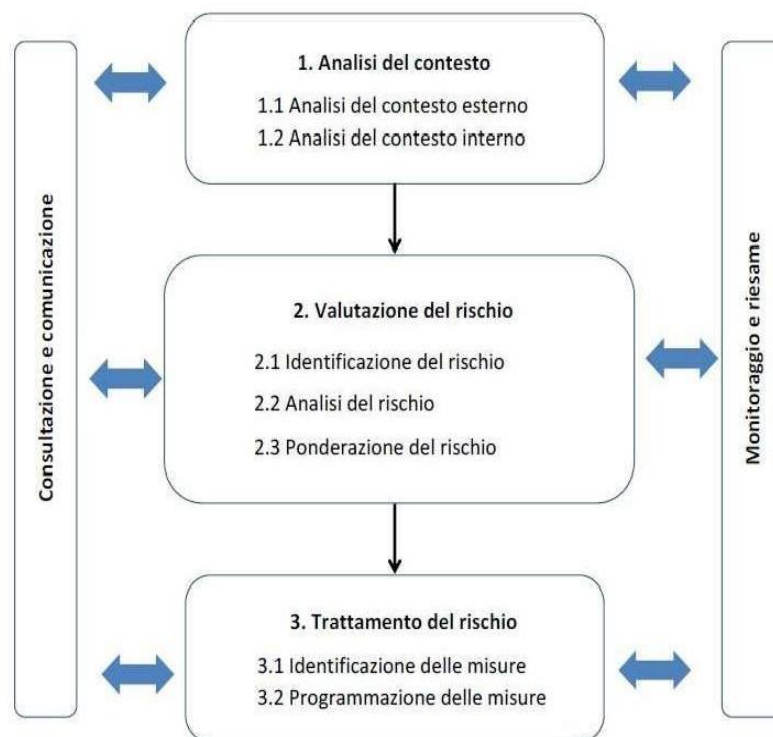 Consultazione e comunicazione
1. Analisi del contesto
1.1 Analisi del contesto esterno
1.2 Analisi del contesto interno
2. Valutazione del rischio
2.1 Identificazione del rischio
2.2 Analisi del rischio
2.3 Ponderazione del rischio
3. Trattamento del rischio
3.1 Identificazione delle misure
3.2 Programmazione delle misure
Monitoraggio e riesame